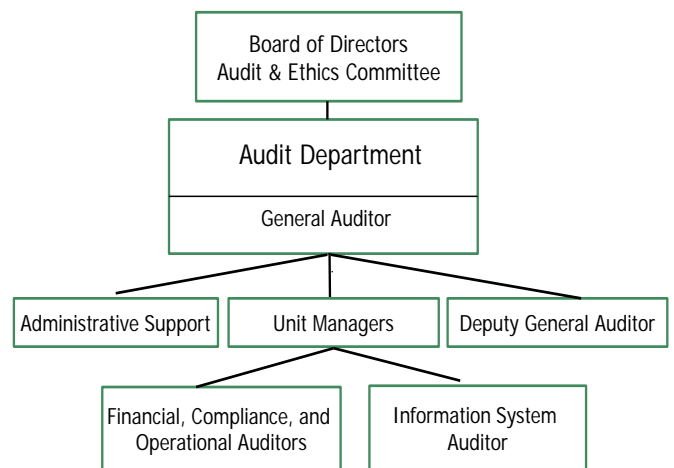 Board of Directors
Audit & Ethics Committee
Audit Department
General Auditor
Administrative Support
Unit Managers
Deputy General Auditor
Financial, Compliance, and
Operational Auditors
Information System
Auditor